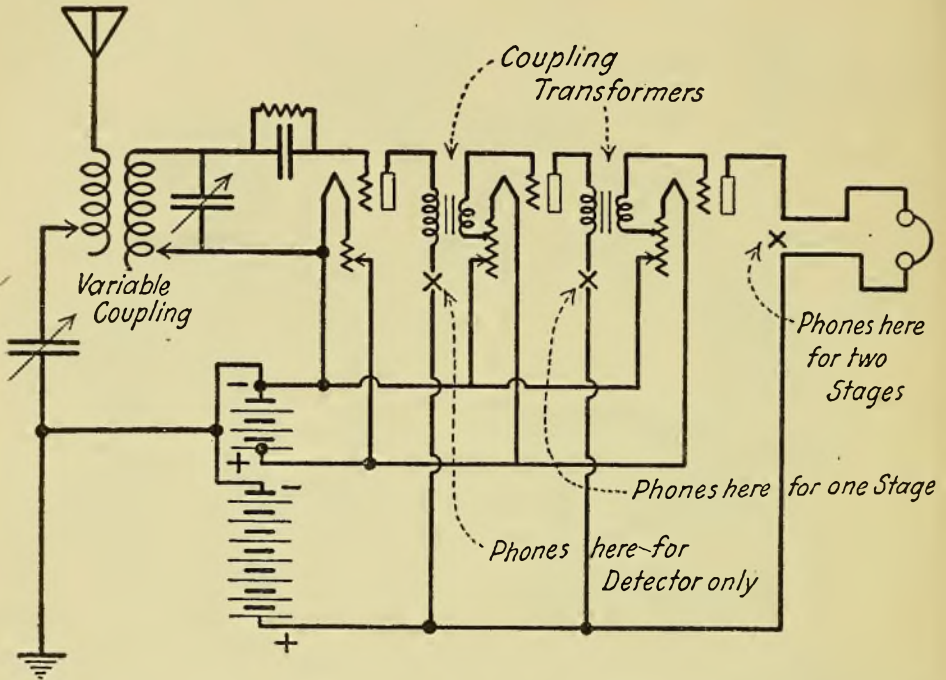 Coupling
Transformers
Variable
Coupling
Phones here
for two
Stages
Phones here for one Stage
Phones here for
Detector only